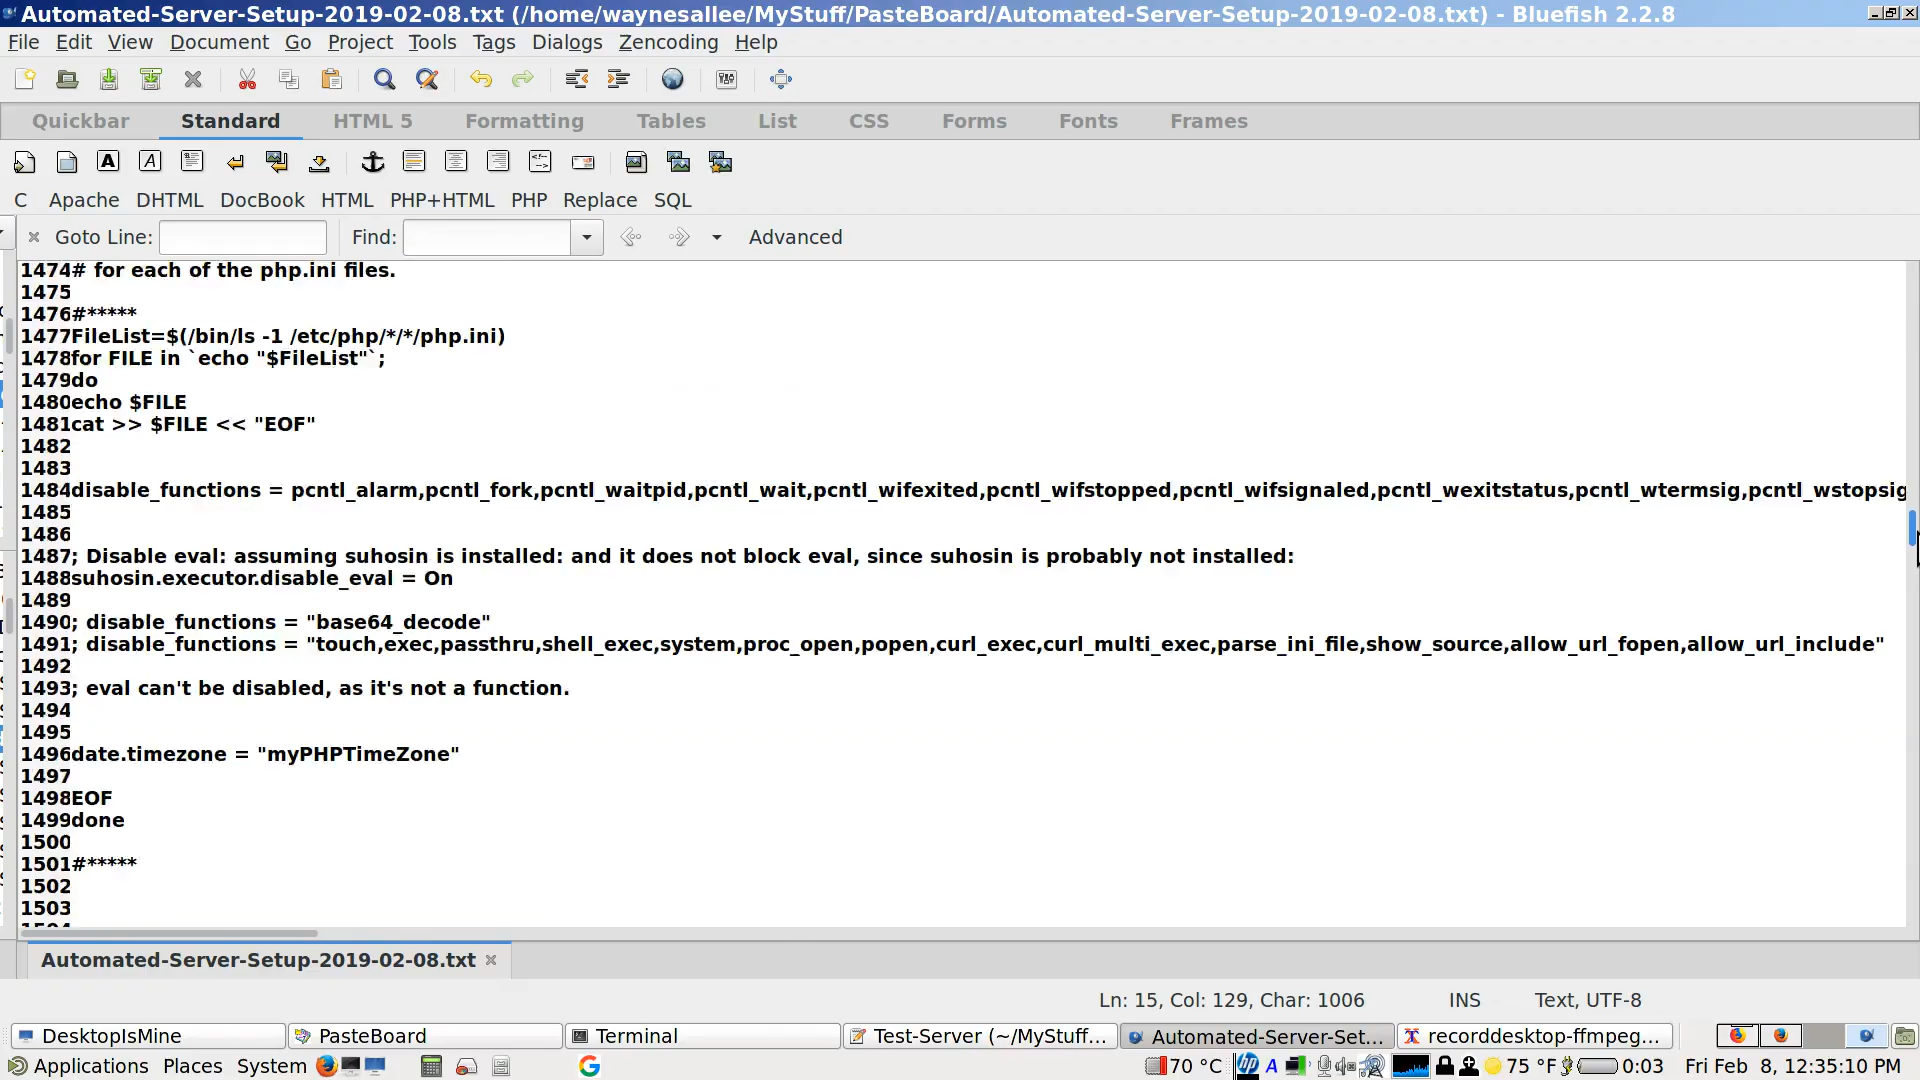 Automated-Server-Setup-2019-02-08.txt (/home/waynesallee/MyStuff/PasteBoard/Automated-Server-Setup-2019-02-08.txt) - Bluefish 2.2.8
File Edit View Document Go Project Tools Tags Dialogs Zencoding Help
Quickbar Standard HTML 5 Formatting Tables List CSS Forms Fonts Frames
C Apache DHTML DocBook HTML PHP+HTML PHP Replace SQL
Goto Line: Find: Advanced
1474# for each of the php.ini files.
1475
1476#*****
1477FileList=$(/bin/ls -1 /etc/php/*/*/php.ini)
1478for FILE in `echo "$FileList"`;
1479do
1480echo $FILE
1481cat >> $FILE << "EOF"
1482
1483
1484disable_functions = pcntl_alarm,pcntl_fork,pcntl_waitpid,pcntl_wait,pcntl_wifexited,pcntl_wifstopped,pcntl_wifsignaled,pcntl_wexitstatus,pcntl_wtermsig,pcntl_wstopsig
1485
1486
1487; Disable eval: assuming suhosin is installed: and it does not block eval, since suhosin is probably not installed:
1488suhosin.executor.disable_eval = On
1489
1490; disable_functions = "base64_decode"
1491; disable_functions = "touch,exec,passthru,shell_exec,system,proc_open,popen,curl_exec,curl_multi_exec,parse_ini_file,show_source,allow_url_fopen,allow_url_include"
1492
1493; eval can't be disabled, as it's not a function.
1494
1495
1496date.timezone = "myPHPTimeZone"
1497
1498EOF
1499done
1500
1501#*****
1502
1503
Automated-Server-Setup-2019-02-08.txt
Ln: 15, Col: 129, Char: 1006 INS Text, UTF-8
DesktopIsMine PasteBoard Terminal Test-Server (~/MyStuff... Automated-Server-Set... recorddesktop-ffmpeg...
Applications Places System 70 °C A 75 °F 0:03 Fri Feb 8, 12:35:10 PM